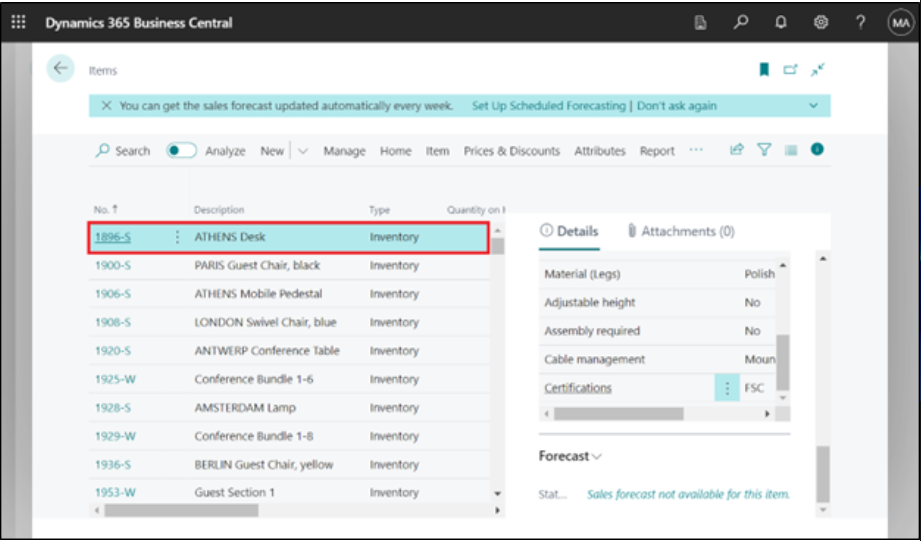 Dynamics 365 Business Central
?
MA
Items
You can get the sales forecast updated automatically every week. Set Up Scheduled Forecasting | Don't ask again
Search Analyze New Manage Home Item Prices & Discounts Attributes Report ...
No. ↑ Description Type Quantity on
1896-S ATHENS Desk Inventory
1900-S PARIS Guest Chair, black Inventory
1906-S ATHENS Mobile Pedestal Inventory
1908-S LONDON Swivel Chair, blue Inventory
1920-S ANTWERP Conference Table Inventory
1925-W Conference Bundle 1-6 Inventory
1928-S AMSTERDAM Lamp Inventory
1929-W Conference Bundle 1-8 Inventory
1936-S BERLIN Guest Chair, yellow Inventory
1953-W Guest Section 1 Inventory
Details Attachments (0)
Material (Legs) Polish
Adjustable height No
Assembly required No
Cable management Moun
Certifications FSC
Forecast
Stat... Sales forecast not available for this item.